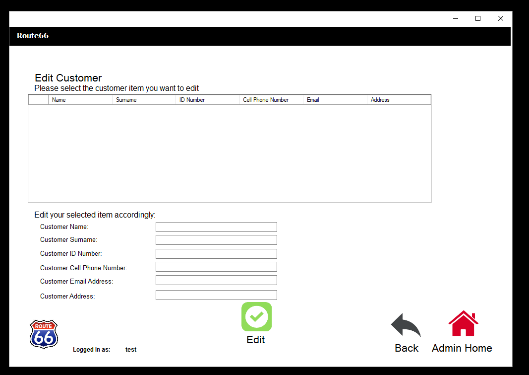 Route66
Edit Customer
Please select the customer item you want to edit
Name Surname ID Number Cell Phone Number Email Address
Edit your selected item accordingly:
Customer Name:
Customer Surname:
Customer ID Number:
Customer Cell Phone Number
Customer Email Address:
Customer Address:
ROUTE
66
Edit
Back
Admin Home
Logged in as: test